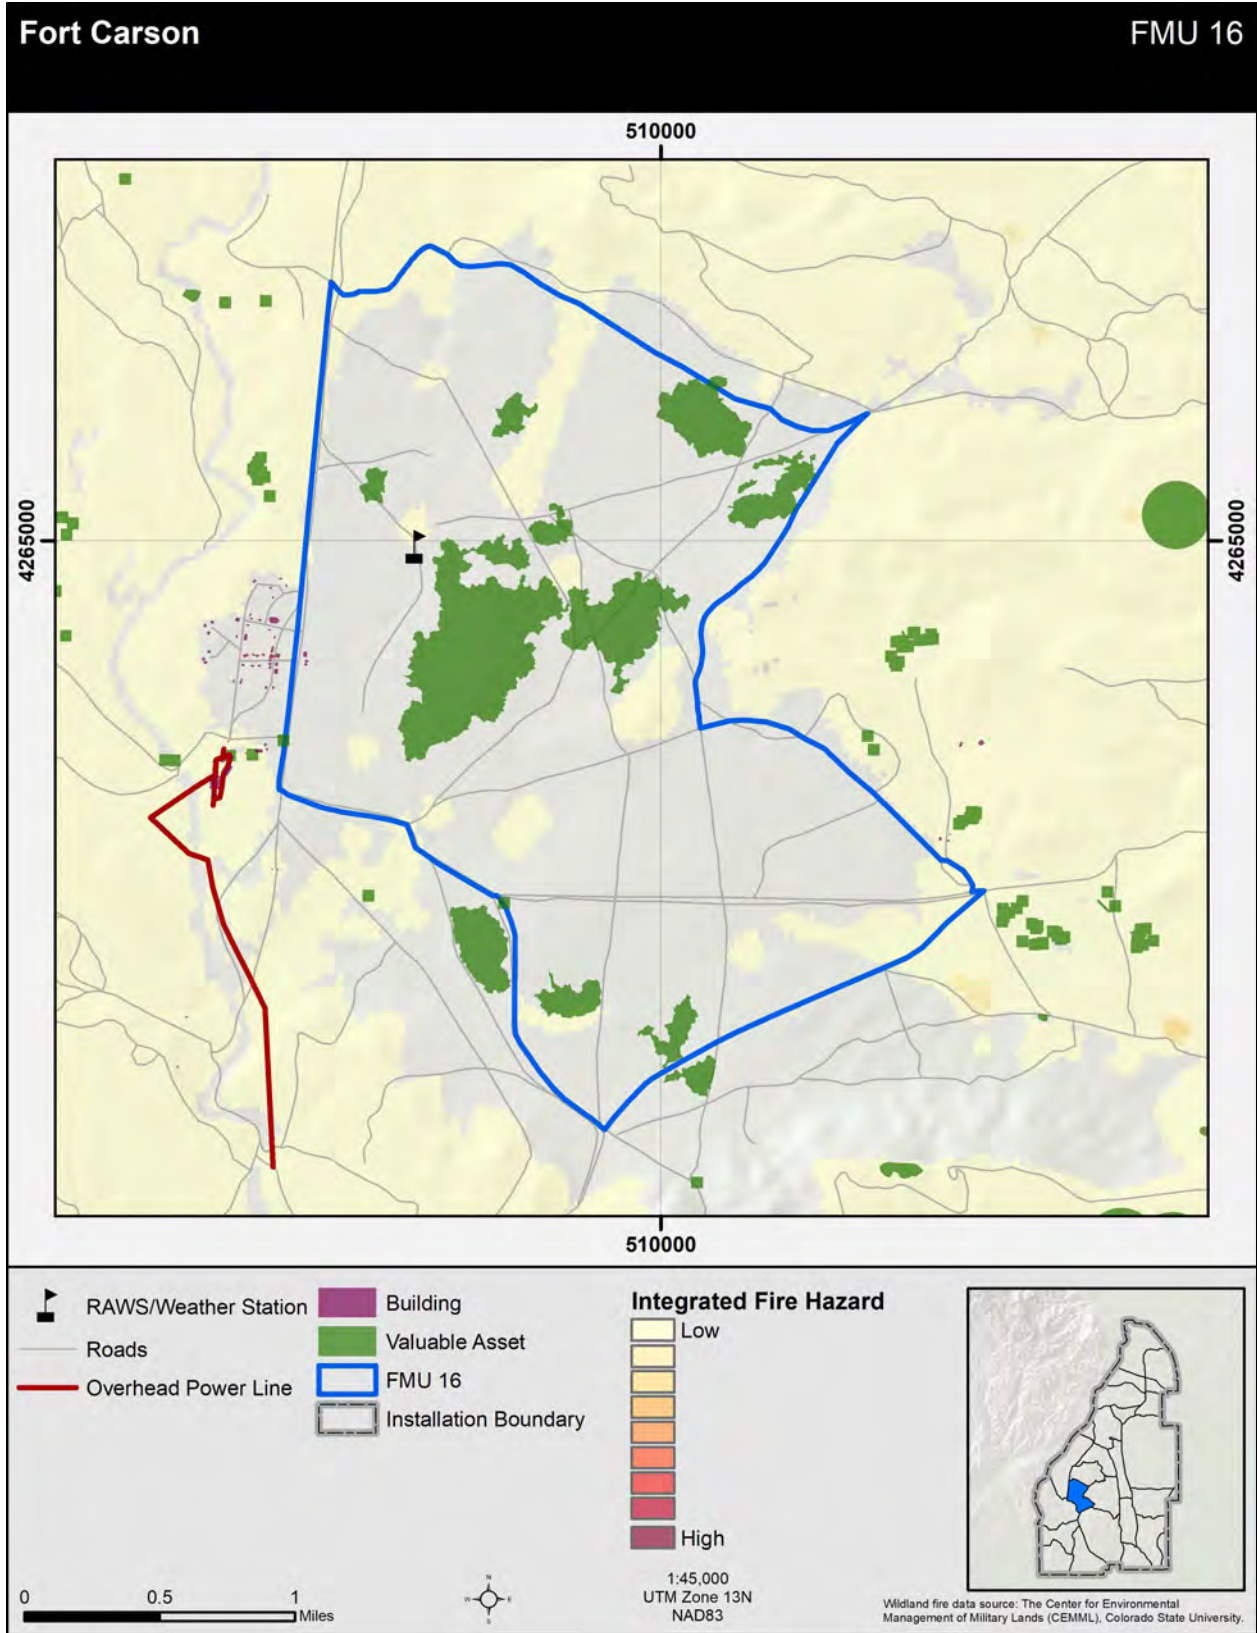 Fort Carson
FMU 16
510000
4265000
4265000
510000
RAWS/Weather Station
Roads
Overhead Power Line
Building
Valuable Asset
FMU 16
Installation Boundary
Integrated Fire Hazard
Low
High
0 0.5 1
Miles
N
W E
S
1:45,000
UTM Zone 13N
NAD83
Wildland fire data source: The Center for Environmental
Management of Military Lands (CEMML), Colorado State University.